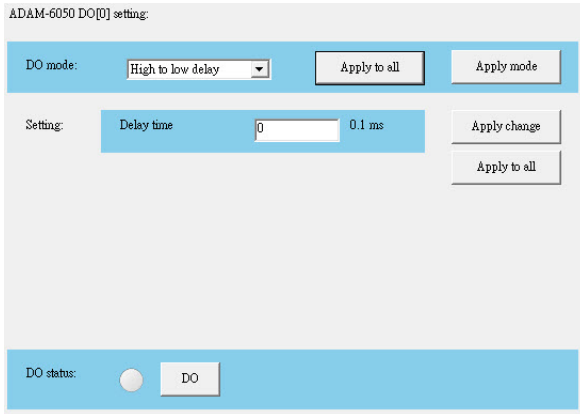 ADAM-6050 DO[0] setting:
DO mode: High to low delay Apply to all Apply mode
Setting: Delay time 0 0.1 ms Apply change
Apply to all
DO status: DO